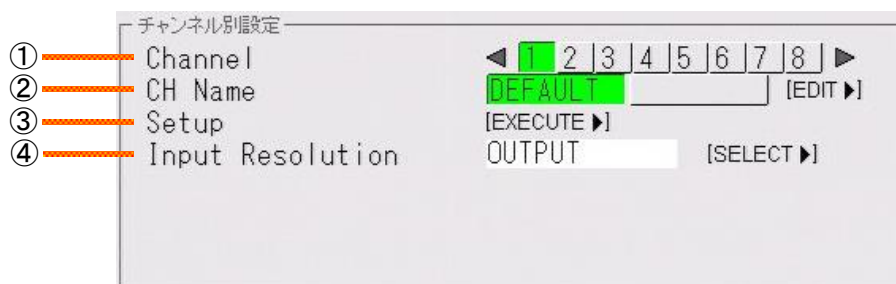 チャンネル別設定
① Channel ◀ 1 2 3 4 5 6 7 8 ▶
② CH Name DEFAULT [EDIT ▶]
③ Setup [EXECUTE ▶]
④ Input Resolution OUTPUT [SELECT ▶]